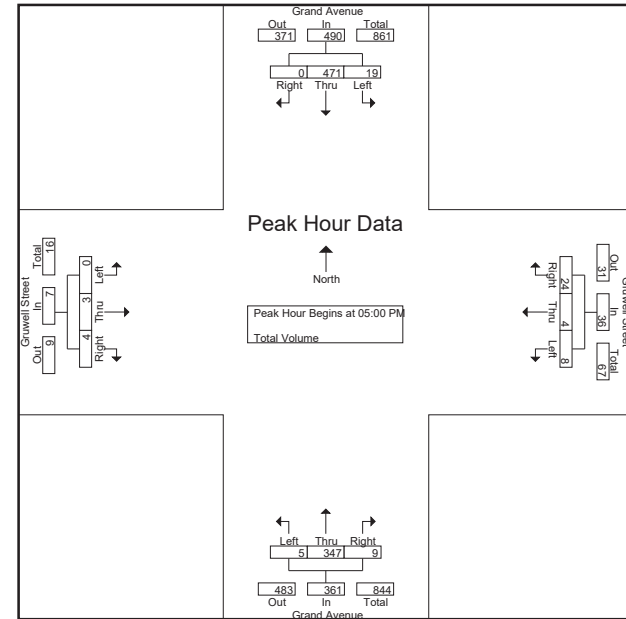 Grand Avenue
Out In Total
371 490 861
0 471 19
Right Thru Left
Peak Hour Data
North
Peak Hour Begins at 05:00 PM
Total Volume
Gruwell Street
Total In Out
16 7 9
0 3 4
Left Thru Right
Right Thru Left
24 4 8
31 36 67
Out In Total
Gruwell Street
Left Thru Right
5 347 9
483 361 844
Out In Total
Grand Avenue